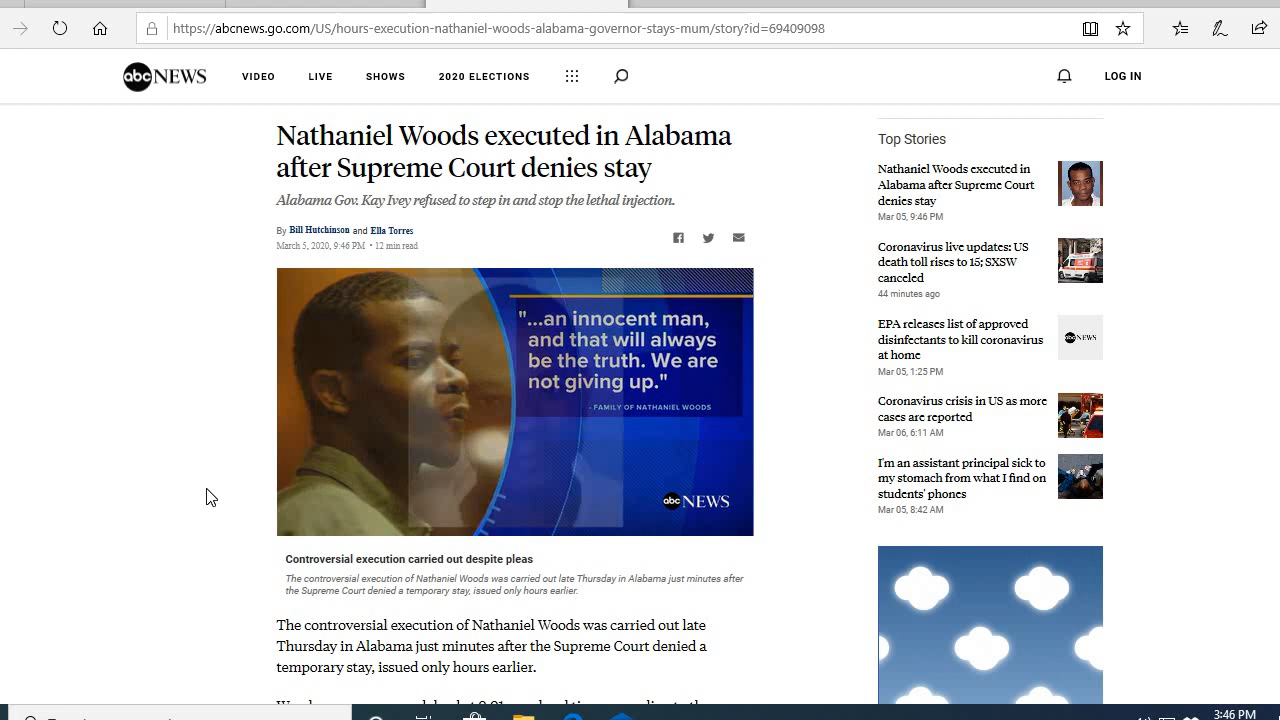 https://abcnews.go.com/US/hours-execution-nathaniel-woods-alabama-governor-stays-mum/story?id=69409098
abc NEWS
VIDEO
LIVE
SHOWS
2020 ELECTIONS
LOG IN
Nathaniel Woods executed in Alabama
after Supreme Court denies stay
Alabama Gov. Kay Ivey refused to step in and stop the lethal injection.
By Bill Hutchinson and Ella Torres
March 5, 2020, 9:46 PM • 12 min read
"...an innocent man,
and that will always
be the truth. We are
not giving up."
- FAMILY OF NATHANIEL WOODS
abc NEWS
Controversial execution carried out despite pleas
The controversial execution of Nathaniel Woods was carried out late Thursday in Alabama just minutes after
the Supreme Court denied a temporary stay, issued only hours earlier.
The controversial execution of Nathaniel Woods was carried out late
Thursday in Alabama just minutes after the Supreme Court denied a
temporary stay, issued only hours earlier.
Top Stories
Nathaniel Woods executed in
Alabama after Supreme Court
denies stay
Mar 05, 9:46 PM
Coronavirus live updates: US
death toll rises to 15; SXSW
canceled
44 minutes ago
EPA releases list of approved
disinfectants to kill coronavirus
at home
Mar 05, 1:25 PM
abc NEWS
Coronavirus crisis in US as more
cases are reported
Mar 06, 6:11 AM
I'm an assistant principal sick to
my stomach from what I find on
students' phones
Mar 05, 8:42 AM
3:46 PM